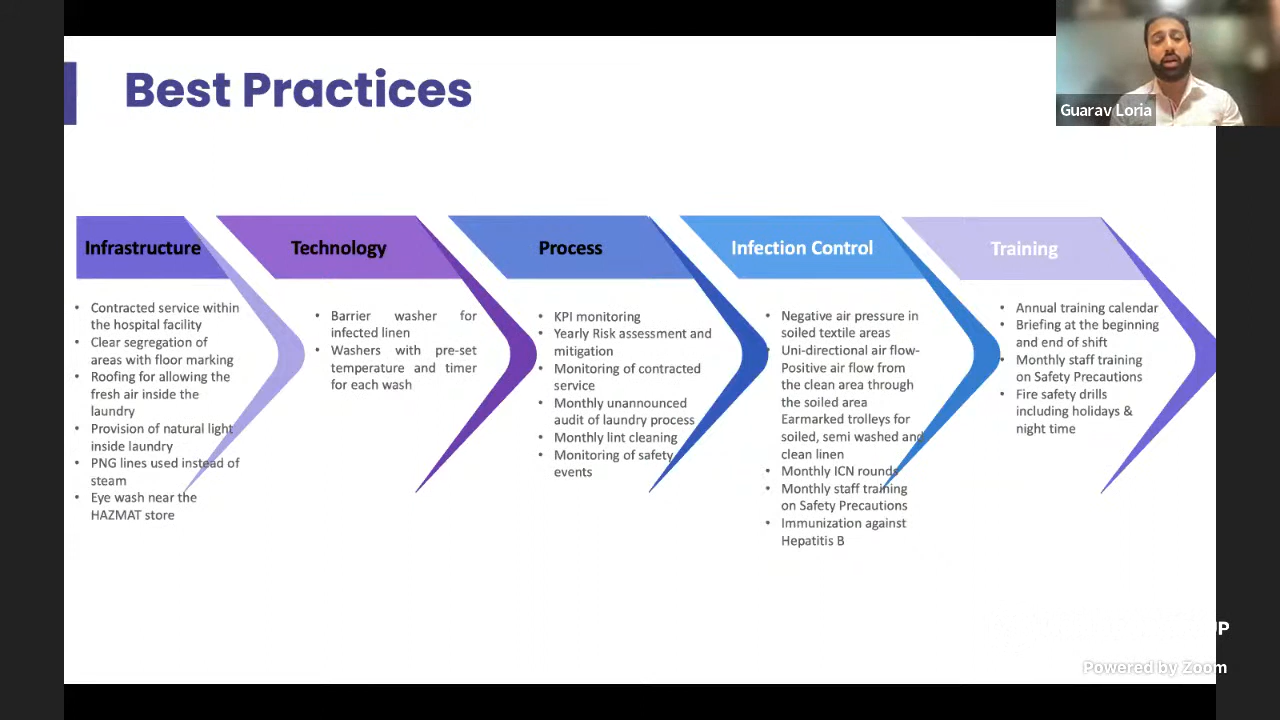 Best Practices
Guarav Loria
Infrastructure
• Contracted service within
the hospital facility
• Clear segregation of
areas with floor marking
• Roofing for allowing the
fresh air inside the
laundry
• Provision of natural light
inside laundry
• PNG lines used instead of
steam
• Eye wash near the
HAZMAT store
Technology
• Barrier washer for
infected linen
• Washers with pre-set
temperature and timer
for each wash
Process
• KPI monitoring
• Yearly Risk assessment and
mitigation
• Monitoring of contracted
service
• Monthly unannounced
audit of laundry process
• Monthly lint cleaning
• Monitoring of safety
events
Infection Control
• Negative air pressure in
soiled textile areas
• Uni-directional air flow-
Positive air flow from
the clean area through
the soiled area
Earmarked trolleys for
soiled, semi washed and
clean linen
• Monthly ICN rounds
• Monthly staff training
on Safety Precautions
• Immunization against
Hepatitis B
Training
• Annual training calendar
• Briefing at the beginning
and end of shift
• Monthly staff training
on Safety Precautions
• Fire safety drills
including holidays &
night time
Powered by Zoom